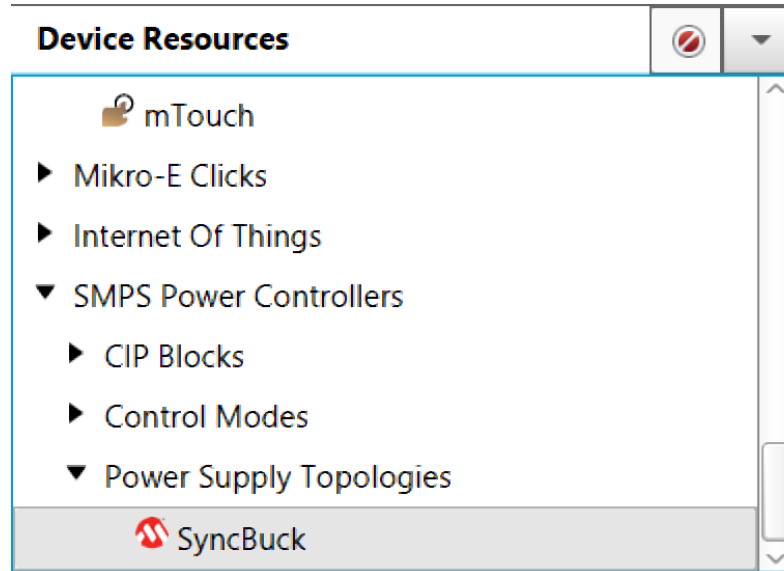 Device Resources
mTouch
Mikro-E Clicks
Internet Of Things
SMPS Power Controllers
CIP Blocks
Control Modes
Power Supply Topologies
SyncBuck